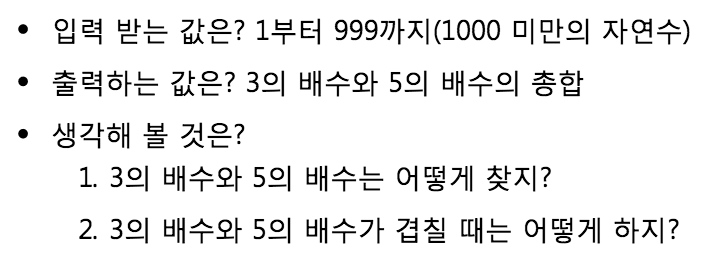 • 입력 받는 값은? 1부터 999까지(1000 미만의 자연수)
• 출력하는 값은? 3의 배수와 5의 배수의 총합
• 생각해 볼 것은?
1. 3의 배수와 5의 배수는 어떻게 찾지?
2. 3의 배수와 5의 배수가 겹칠 때는 어떻게 하지?